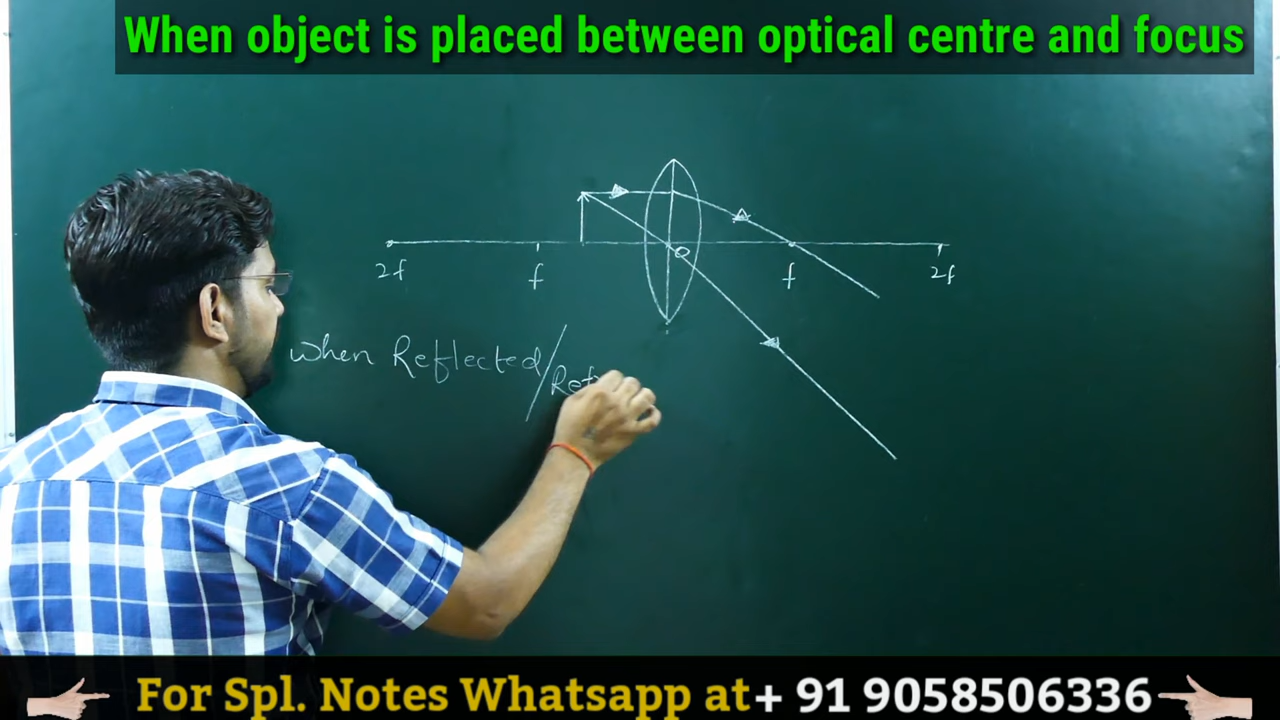 When object is placed between optical centre and focus
2f f O f 2f
when Reflected/
For Spl. Notes Whatsapp at + 91 9058506336